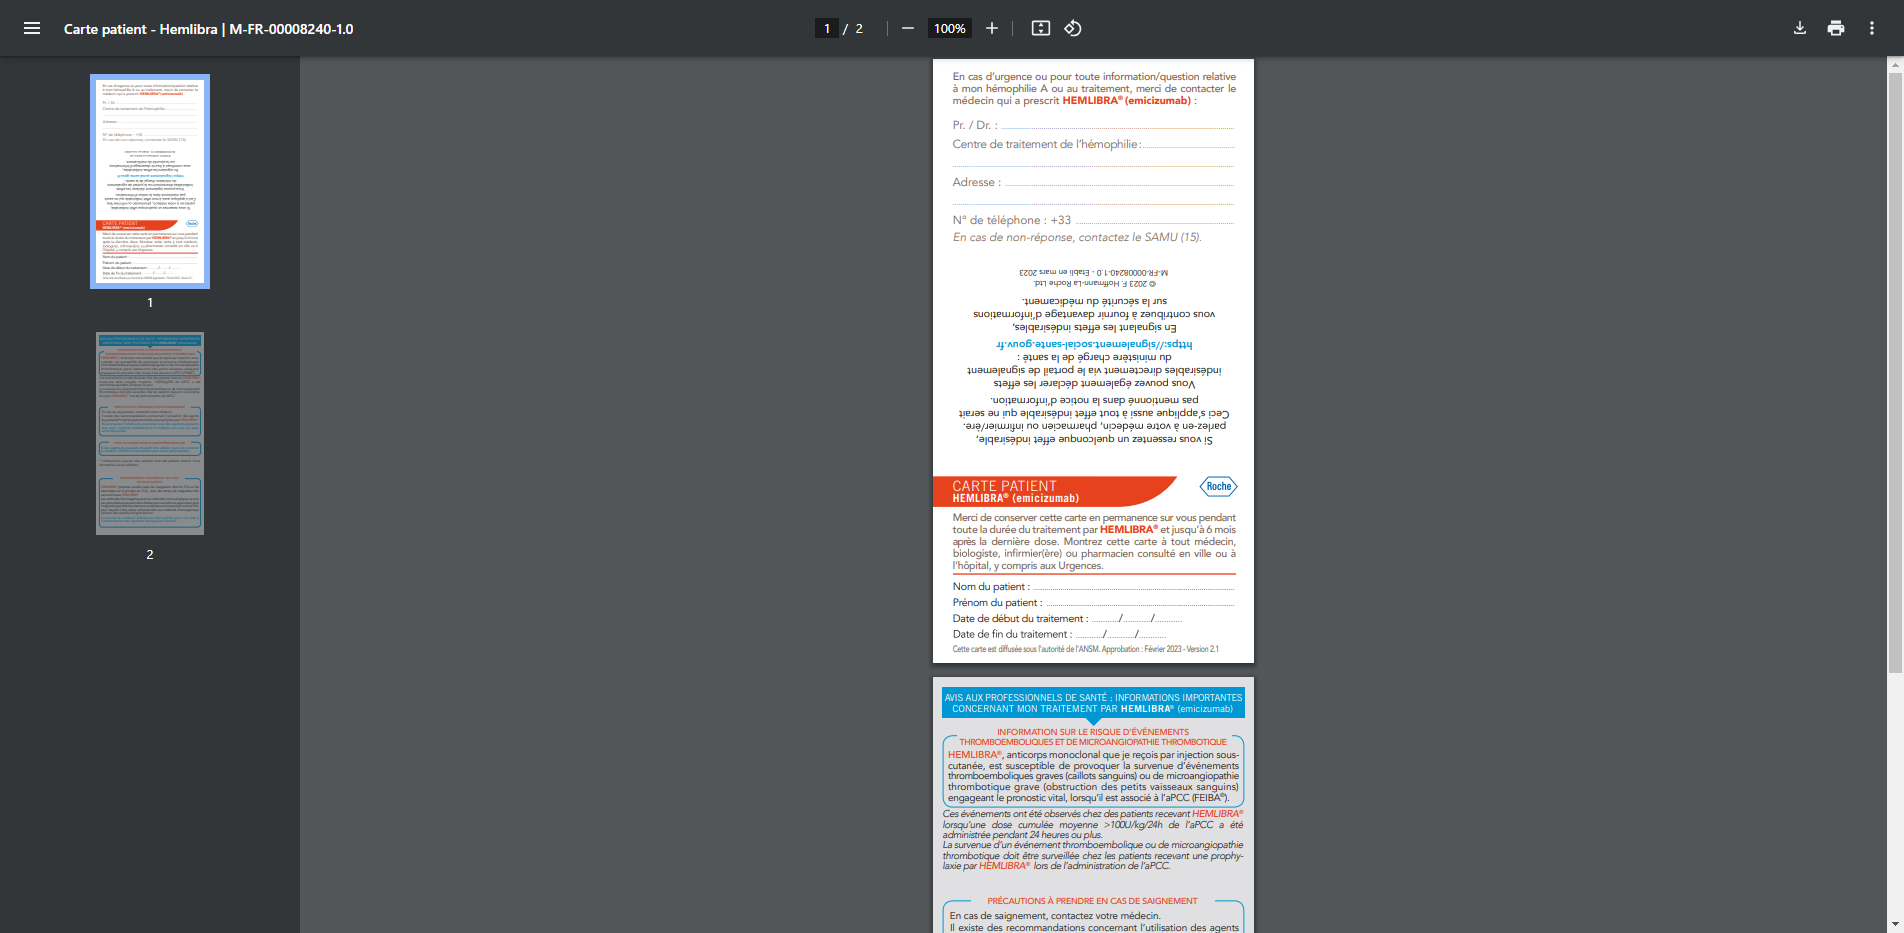 Carte patient - Hemlibra | M-FR-00008240-1.0
1 / 2
100%
1
2
En cas d'urgence ou pour toute information/question relative
à mon hémophilie A ou au traitement, merci de contacter le
médecin qui a prescrit HEMLIBRA® (emicizumab) :
Pr. / Dr. :
Centre de traitement de l'hémophilie :
Adresse :
N° de téléphone : +33
En cas de non-réponse, contactez le SAMU (15).
Si vous ressentez un quelconque effet indésirable,
parlez-en à votre médecin, pharmacien ou infirmier/ère.
Ceci s'applique aussi à tout effet indésirable qui ne serait
pas mentionné dans la notice d'information.
Vous pouvez également déclarer les effets
indésirables directement via le portail de signalement
du ministère chargé de la santé :
https://signalement.social-sante.gouv.fr
En signalant les effets indésirables,
vous contribuez à fournir davantage d'informations
sur la sécurité du médicament.
© 2023 F. Hoffmann-La Roche Ltd.
M-FR-00008240-1.0 - Etabli en mars 2023
CARTE PATIENT
HEMLIBRA® (emicizumab)
Roche
Merci de conserver cette carte en permanence sur vous pendant
toute la durée du traitement par HEMLIBRA® et jusqu'à 6 mois
après la dernière dose. Montrez cette carte à tout médecin,
biologiste, infirmier(ère) ou pharmacien consulté en ville ou à
l'hôpital, y compris aux Urgences.
Nom du patient :
Prénom du patient :
Date de début du traitement : ........../........../..........
Date de fin du traitement : ........../........../..........
Cette carte est diffusée sous l'autorité de l'ANSM. Approbation : Février 2023 - Version 2.1
AVIS AUX PROFESSIONNELS DE SANTÉ : INFORMATIONS IMPORTANTES
CONCERNANT MON TRAITEMENT PAR HEMLIBRA® (emicizumab)
INFORMATION SUR LE RISQUE D'ÉVÉNEMENTS
THROMBOEMBOLIQUES ET DE MICROANGIOPATHIE THROMBOTIQUE
HEMLIBRA®, anticorps monoclonal que je reçois par injection sous-
cutanée, est susceptible de provoquer la survenue d'événements
thromboemboliques graves (caillots sanguins) ou de microangiopathie
thrombotique grave (obstruction des petits vaisseaux sanguins)
engageant le pronostic vital, lorsqu'il est associé à l'aPCC (FEIBA®).
Ces événements ont été observés chez des patients recevant HEMLIBRA®
lorsqu'une dose cumulée moyenne >100U/kg/24h de l'aPCC a été
administrée pendant 24 heures ou plus.
La survenue d'un événement thromboembolique ou de microangiopathie
thrombotique doit être surveillée chez les patients recevant une prophy-
laxie par HEMLIBRA® lors de l'administration de l'aPCC.
PRÉCAUTIONS À PRENDRE EN CAS DE SAIGNEMENT
En cas de saignement, contactez votre médecin.
Il existe des recommandations concernant l'utilisation des agents